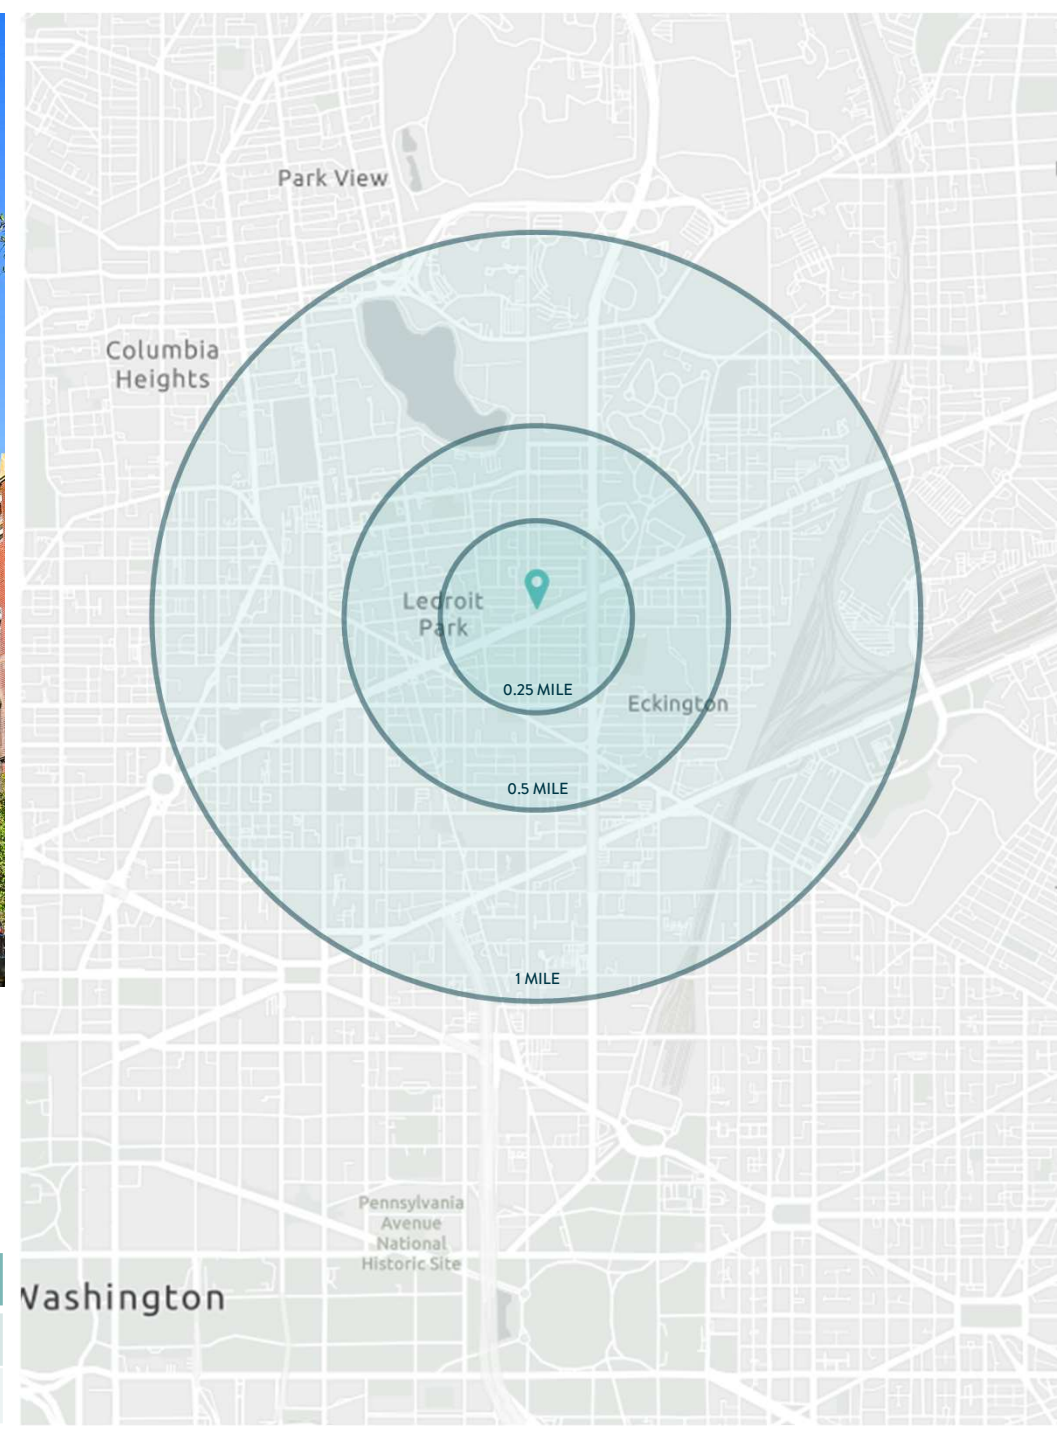 Park View
Columbia
Heights
Ledroit
Park
0.25 MILE
Eckington
0.5 MILE
1 MILE
Pennsylvania
Avenue
National
Historic Site
Washington